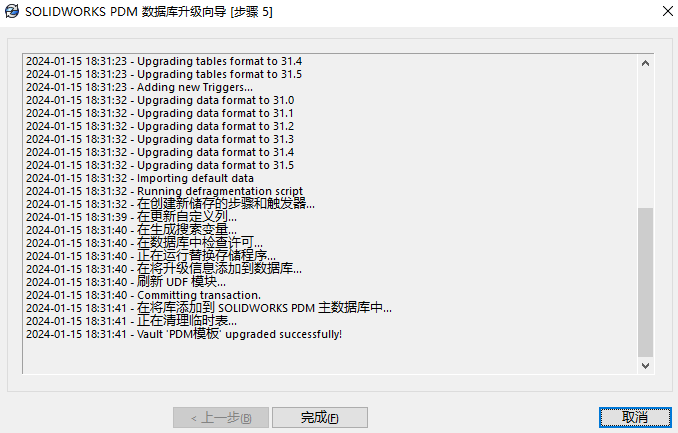 SOLIDWORKS PDM 数据库升级向导 [步骤 5]
2024-01-15 18:31:23 - Upgrading tables format to 31.4
2024-01-15 18:31:23 - Upgrading tables format to 31.5
2024-01-15 18:31:23 - Adding new Triggers...
2024-01-15 18:31:32 - Upgrading data format to 31.0
2024-01-15 18:31:32 - Upgrading data format to 31.1
2024-01-15 18:31:32 - Upgrading data format to 31.2
2024-01-15 18:31:32 - Upgrading data format to 31.3
2024-01-15 18:31:32 - Upgrading data format to 31.4
2024-01-15 18:31:32 - Upgrading data format to 31.5
2024-01-15 18:31:32 - Importing default data
2024-01-15 18:31:32 - Running defragmentation script
2024-01-15 18:31:32 - 在创建新储存的步骤和触发器...
2024-01-15 18:31:39 - 在更新自定义列...
2024-01-15 18:31:40 - 在生成搜索变量...
2024-01-15 18:31:40 - 在数据库中检查许可...
2024-01-15 18:31:40 - 正在运行替换存储程序...
2024-01-15 18:31:40 - 在将升级信息添加到数据库...
2024-01-15 18:31:40 - 刷新 UDF 模块...
2024-01-15 18:31:40 - Committing transaction.
2024-01-15 18:31:41 - 在将库添加到 SOLIDWORKS PDM 主数据库中...
2024-01-15 18:31:41 - 正在清理临时表...
2024-01-15 18:31:41 - Vault 'PDM模板' upgraded successfully!
< 上一步(B) 完成(F) 取消